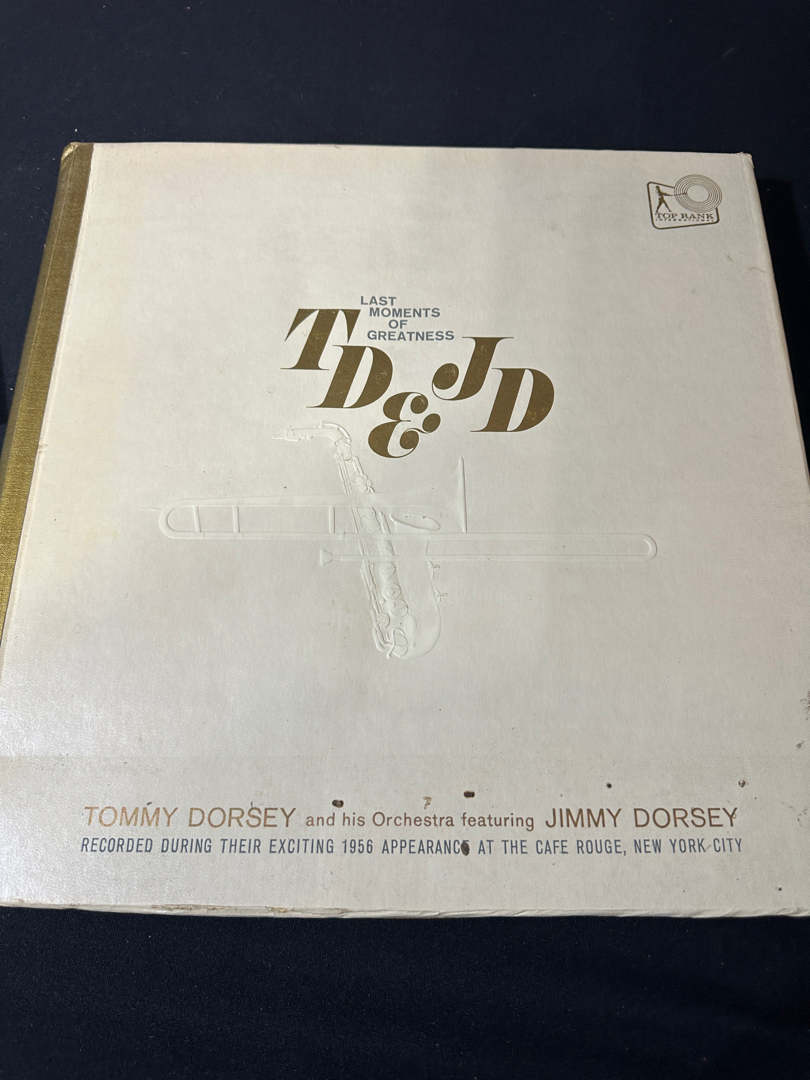 TOP RANK
INTERNATIONAL
LAST
MOMENTS
OF
GREATNESS
TD & JD
TOMMY DORSEY and his Orchestra featuring JIMMY DORSEY
RECORDED DURING THEIR EXCITING 1956 APPEARANCE AT THE CAFE ROUGE, NEW YORK CITY